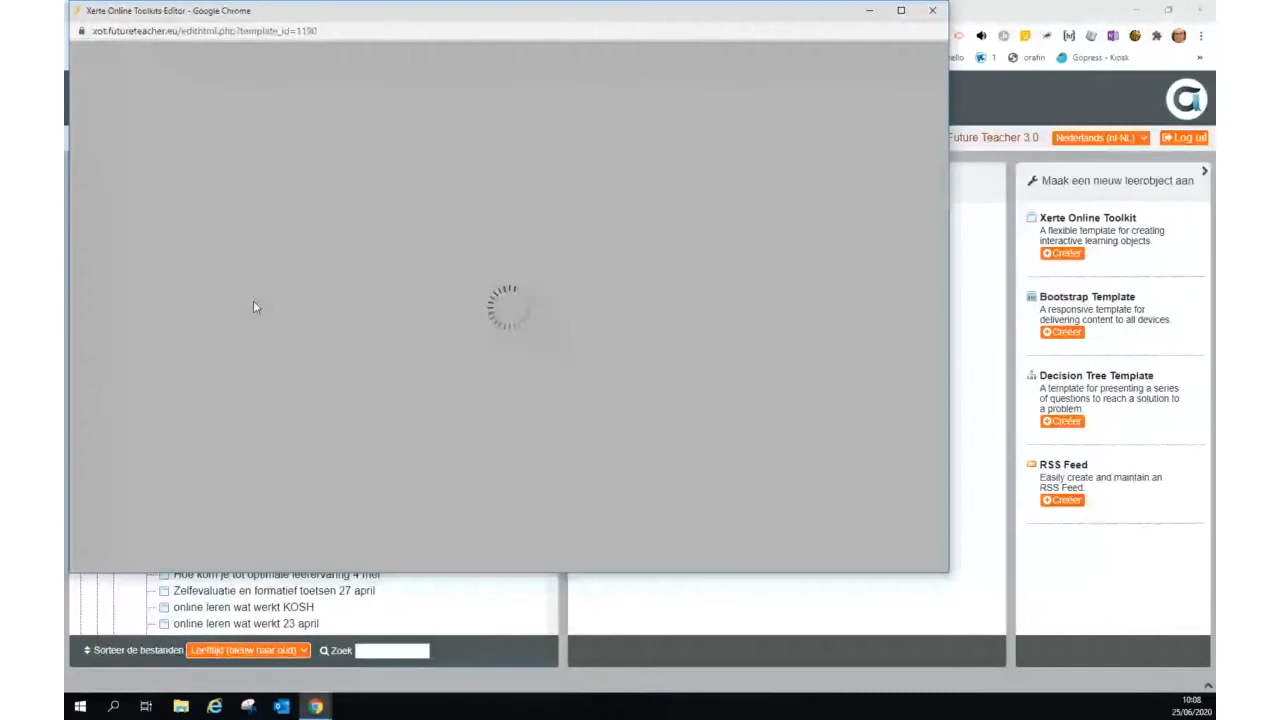 Xerte Online Toolkits Editor - Google Chrome
xot.futureteacher.eu/edithtml.php?template_id=1190
1
orafin
Gopress - Kiosk
»
Future Teacher 3.0
Nederlands (nl-NL)
Log uit
Maak een nieuw leerobject aan
Xerte Online Toolkit
A flexible template for creating
interactive learning objects.
Creëer
Bootstrap Template
A responsive template for
delivering content to all devices.
Creëer
Decision Tree Template
A template for presenting a series
of questions to reach a solution to
a problem.
Creëer
RSS Feed
Easily create and maintain an
RSS Feed.
Creëer
Hoe kom je tot optimale leerervaring 4 mei
Zelfevaluatie en formatief toetsen 27 april
online leren wat werkt KOSH
online leren wat werkt 23 april
Sorteer de bestanden
Leeftijd (nieuw naar oud)
Zoek
10:08
25/06/2020